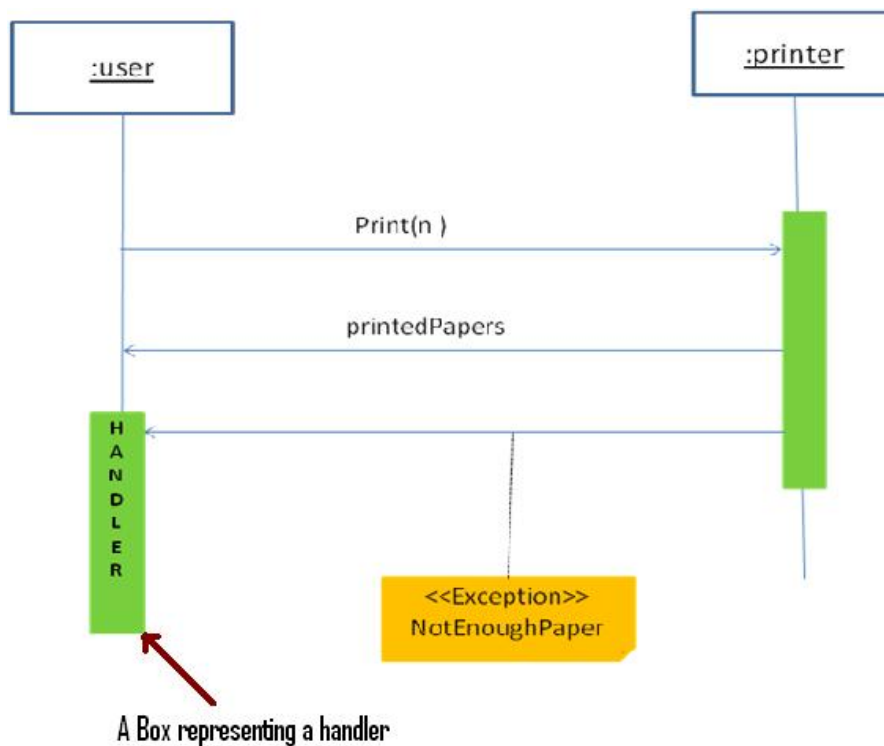 :user
:printer
Print(n )
printedPapers
H
A
N
D
L
E
R
<<Exception>>
NotEnoughPaper
A Box representing a handler